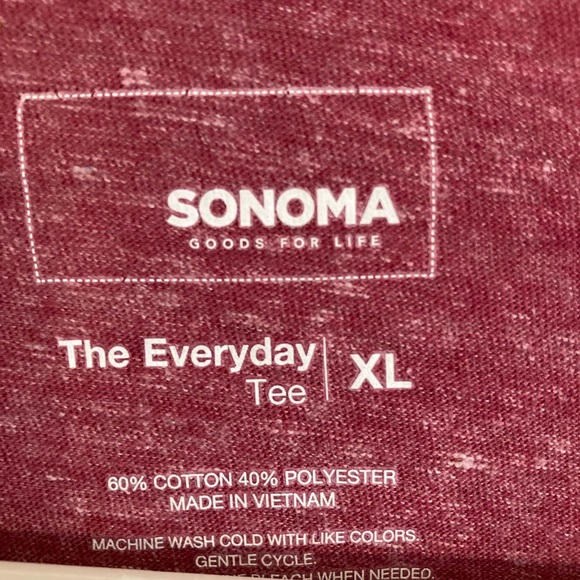 SONOMA
GOODS FOR LIFE
The Everyday
Tee
XL
60% COTTON 40% POLYESTER
MADE IN VIETNAM
MACHINE WASH COLD WITH LIKE COLORS.
GENTLE CYCLE.
BLEACH WHEN NEEDED.